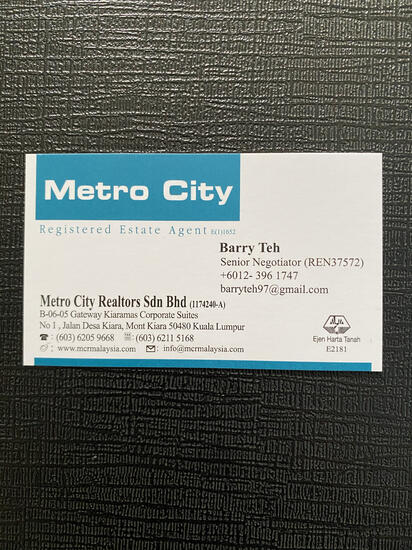 Metro City
Registered Estate Agent E(1)1652
Barry Teh
Senior Negotiator (REN37572)
+6012- 396 1747
barryteh97@gmail.com
Metro City Realtors Sdn Bhd (1174240-A)
B-06-05 Gateway Kiaramas Corporate Suites
No 1 , Jalan Desa Kiara, Mont Kiara 50480 Kuala Lumpur
☎ : (603) 6205 9668 : (603) 6211 5168
: www.mcrmalaysia.com ✉ : info@mcrmalaysia.com
Ejen Harta Tanah
E2181